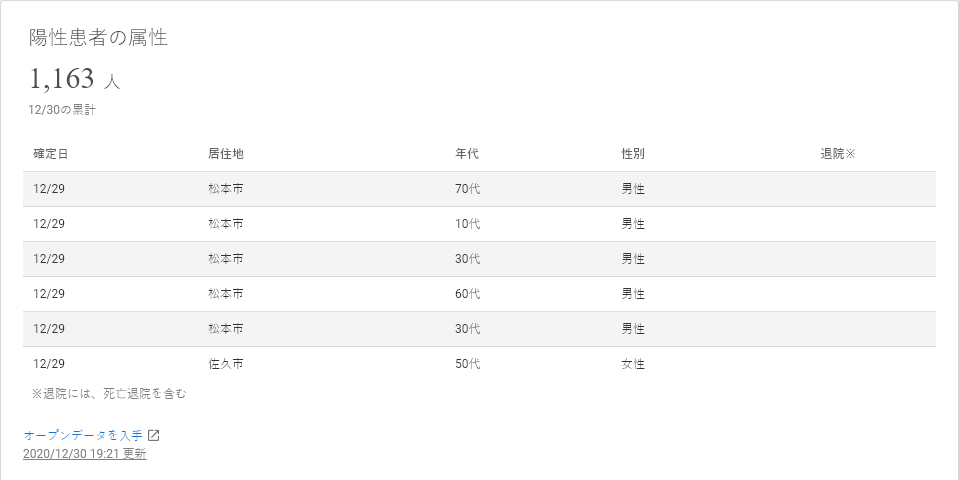 陽性患者の属性
1,163 人
12/30の累計
確定日 居住地 年代 性別 退院※
12/29 松本市 70代 男性
12/29 松本市 10代 男性
12/29 松本市 30代 男性
12/29 松本市 60代 男性
12/29 松本市 30代 男性
12/29 佐久市 50代 女性
※退院には、死亡退院を含む
オープンデータを入手
2020/12/30 19:21 更新